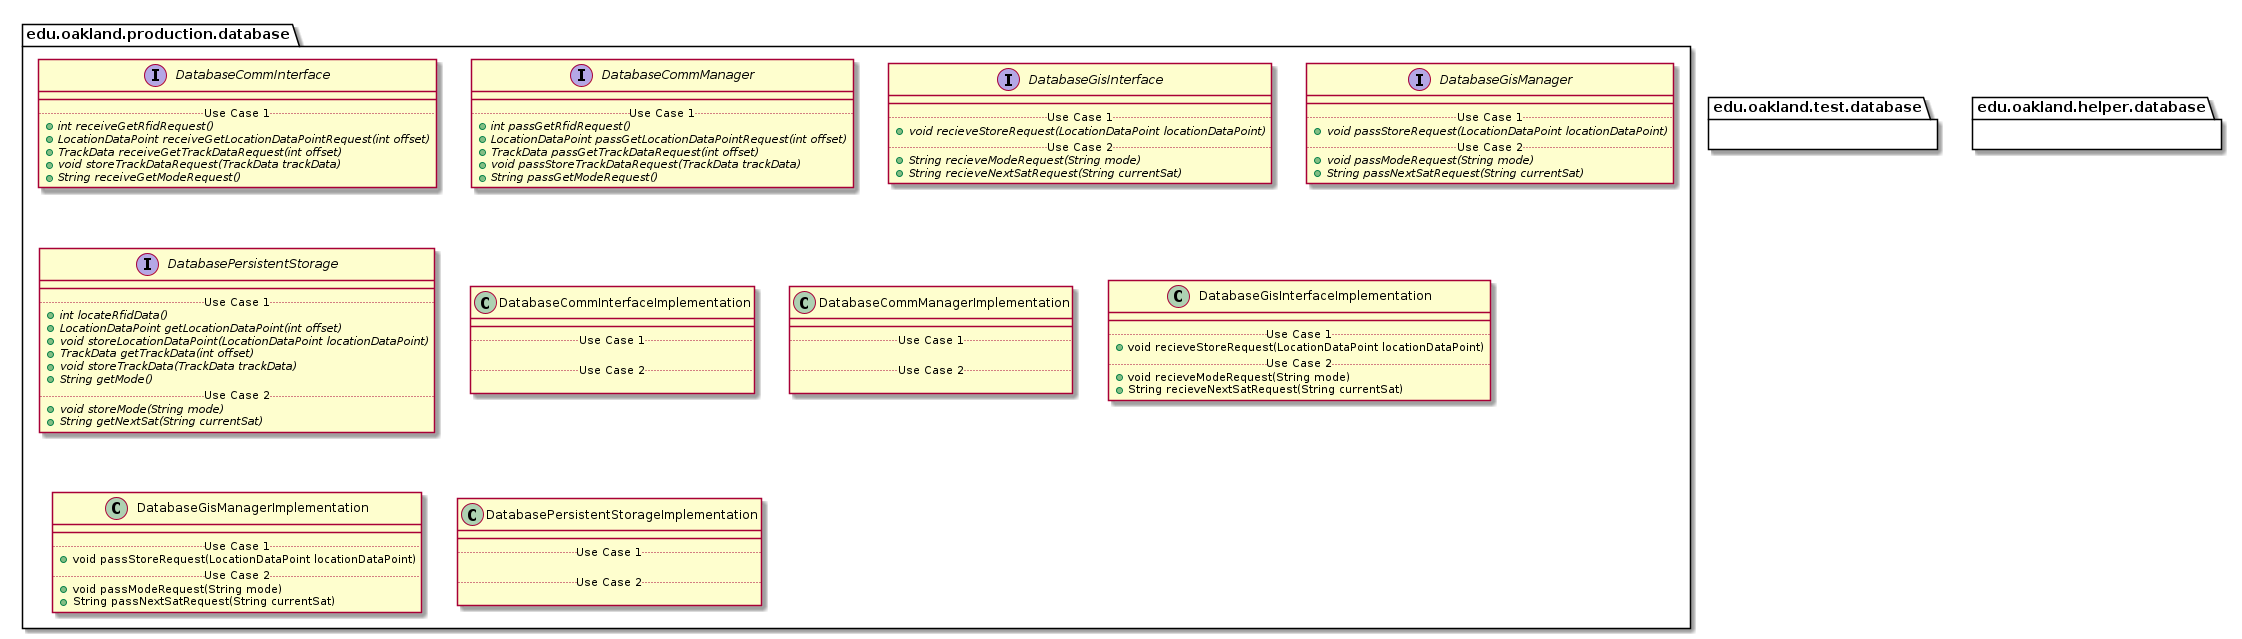 edu.oakland.production.database
I DatabaseCommInterface
Use Case 1
int receiveGetRfidRequest()
LocationDataPoint receiveGetLocationDataPointRequest(int offset)
TrackData receiveGetTrackDataRequest(int offset)
void storeTrackDataRequest(TrackData trackData)
String receiveGetModeRequest()
I DatabaseCommManager
Use Case 1
int passGetRfidRequest()
LocationDataPoint passGetLocationDataPointRequest(int offset)
TrackData passGetTrackDataRequest(int offset)
void passStoreTrackDataRequest(TrackData trackData)
String passGetModeRequest()
I DatabaseGisInterface
Use Case 1
void recieveStoreRequest(LocationDataPoint locationDataPoint)
Use Case 2
String recieveModeRequest(String mode)
String recieveNextSatRequest(String currentSat)
I DatabaseGisManager
Use Case 1
void passStoreRequest(LocationDataPoint locationDataPoint)
Use Case 2
void passModeRequest(String mode)
String passNextSatRequest(String currentSat)
edu.oakland.test.database
edu.oakland.helper.database
I DatabasePersistentStorage
Use Case 1
int locateRfidData()
LocationDataPoint getLocationDataPoint(int offset)
void storeLocationDataPoint(LocationDataPoint locationDataPoint)
TrackData getTrackData(int offset)
void storeTrackData(TrackData trackData)
String getMode()
Use Case 2
void storeMode(String mode)
String getNextSat(String currentSat)
C DatabaseCommInterfaceImplementation
Use Case 1
Use Case 2
C DatabaseCommManagerImplementation
Use Case 1
Use Case 2
C DatabaseGisInterfaceImplementation
Use Case 1
void recieveStoreRequest(LocationDataPoint locationDataPoint)
Use Case 2
void recieveModeRequest(String mode)
String recieveNextSatRequest(String currentSat)
C DatabaseGisManagerImplementation
Use Case 1
void passStoreRequest(LocationDataPoint locationDataPoint)
Use Case 2
void passModeRequest(String mode)
String passNextSatRequest(String currentSat)
C DatabasePersistentStorageImplementation
Use Case 1
Use Case 2